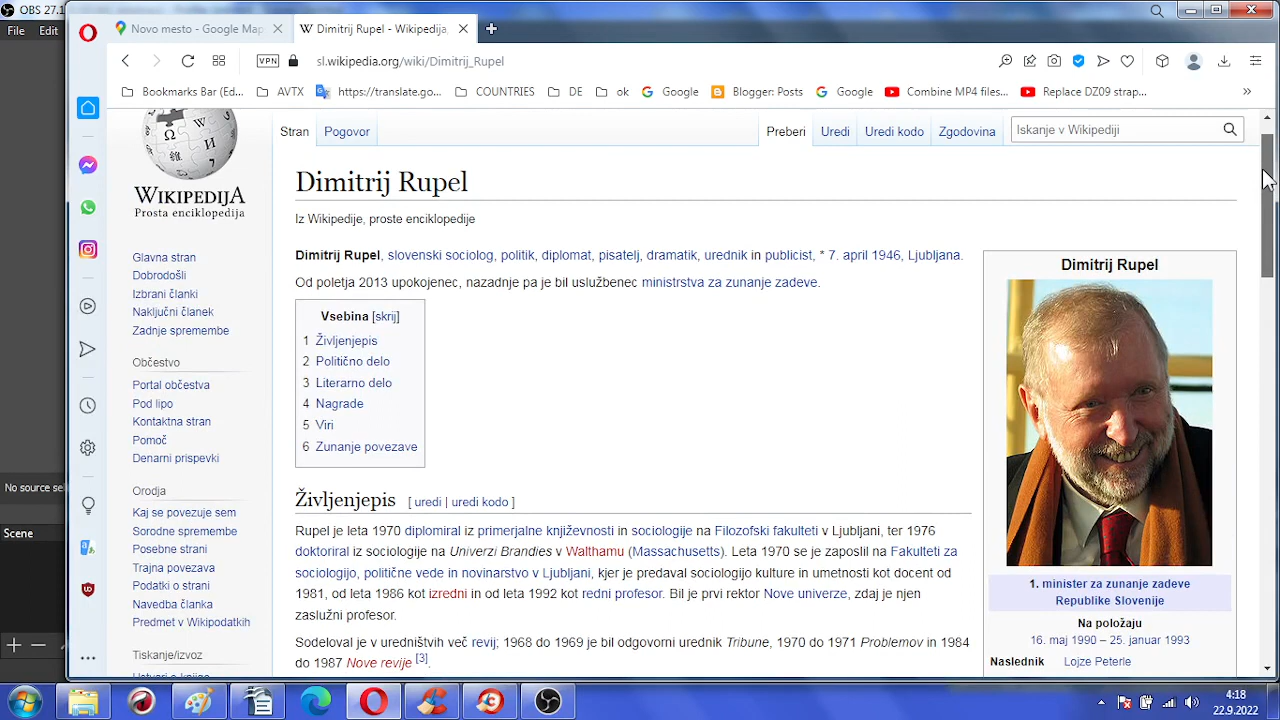 OBS 27.1
File Edit
Novo mesto - Google Map
Dimitrij Rupel - Wikipedija,
VPN
sl.wikipedia.org/wiki/Dimitrij_Rupel
Bookmarks Bar (Ed...
AVTX
https://translate.go...
COUNTRIES
DE
ok
Google
Blogger: Posts
Google
Combine MP4 files...
Replace DZ09 strap...
WIKIPEDIJA
Prosta enciklopedija
Stran Pogovor
Preberi Uredi Uredi kodo Zgodovina
Iskanje v Wikipediji
Glavna stran
Dobrodošli
Izbrani članki
Naključni članek
Zadnje spremembe
Občestvo
Portal občestva
Pod lipo
Kontaktna stran
Pomoč
Denarni prispevki
Orodja
Kaj se povezuje sem
Sorodne spremembe
Posebne strani
Trajna povezava
Podatki o strani
Navedba članka
Predmet v Wikipodatkih
Tiskanje/izvoz
Dimitrij Rupel
Iz Wikipedije, proste enciklopedije
Dimitrij Rupel, slovenski sociolog, politik, diplomat, pisatelj, dramatik, urednik in publicist, * 7. april 1946, Ljubljana.
Od poletja 2013 upokojenec, nazadnje pa je bil uslužbenec ministrstva za zunanje zadeve.
Vsebina [skrij]
1 Življenjepis
2 Politično delo
3 Literarno delo
4 Nagrade
5 Viri
6 Zunanje povezave
Življenjepis [ uredi | uredi kodo ]
Rupel je leta 1970 diplomiral iz primerjalne književnosti in sociologije na Filozofski fakulteti v Ljubljani, ter 1976
doktoriral iz sociologije na Univerzi Brandies v Walthamu (Massachusetts). Leta 1970 se je zaposlil na Fakulteti za
sociologijo, politične vede in novinarstvo v Ljubljani, kjer je predaval sociologijo kulture in umetnosti kot docent od
1981, od leta 1986 kot izredni in od leta 1992 kot redni profesor. Bil je prvi rektor Nove univerze, zdaj je njen
zaslužni profesor.
Sodeloval je v uredništvih več revij; 1968 do 1969 je bil odgovorni urednik Tribune, 1970 do 1971 Problemov in 1984
do 1987 Nove revije [3].
Dimitrij Rupel
1. minister za zunanje zadeve
Republike Slovenije
Na položaju
16. maj 1990 – 25. januar 1993
Naslednik Lojze Peterle
No source se
Scene
4:18
22.9.2022